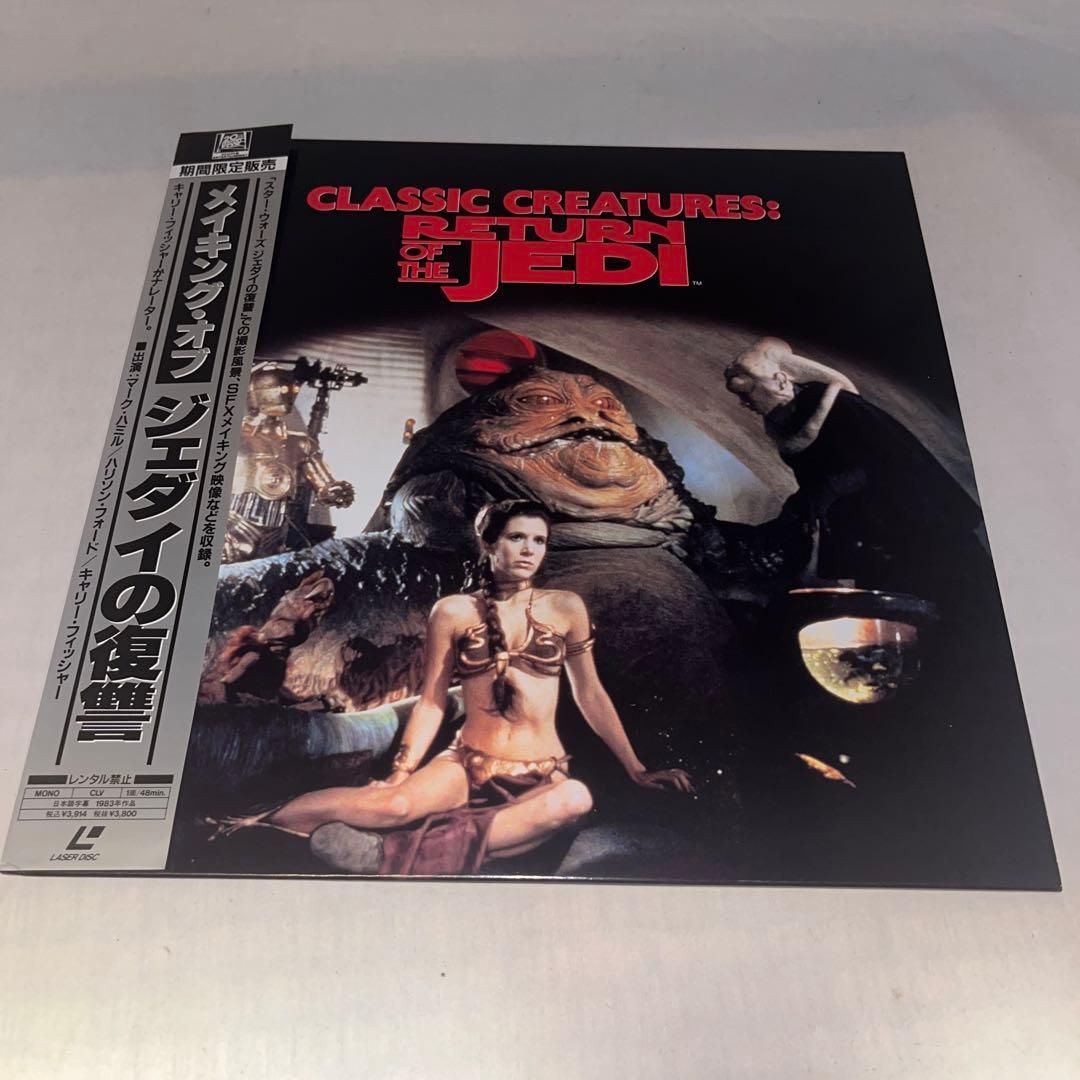 期間限定販売
「スター・ウォーズ ジェダイの復讐」での撮影風景、SFXメイキング映像などを収録。
メイキング・オブ ジェダイの復讐
キャリー・フィッシャーがナレーター。
■出演:マーク・ハミル/ハリソン・フォード/キャリー・フィッシャー
レンタル禁止
MONO CLV 1面/48min.
日本語字幕 1983年作品
税込¥3,914 税抜¥3,800
LASER DISC
CLASSIC CREATURES:
RETURN
OF THE
JEDI
TM